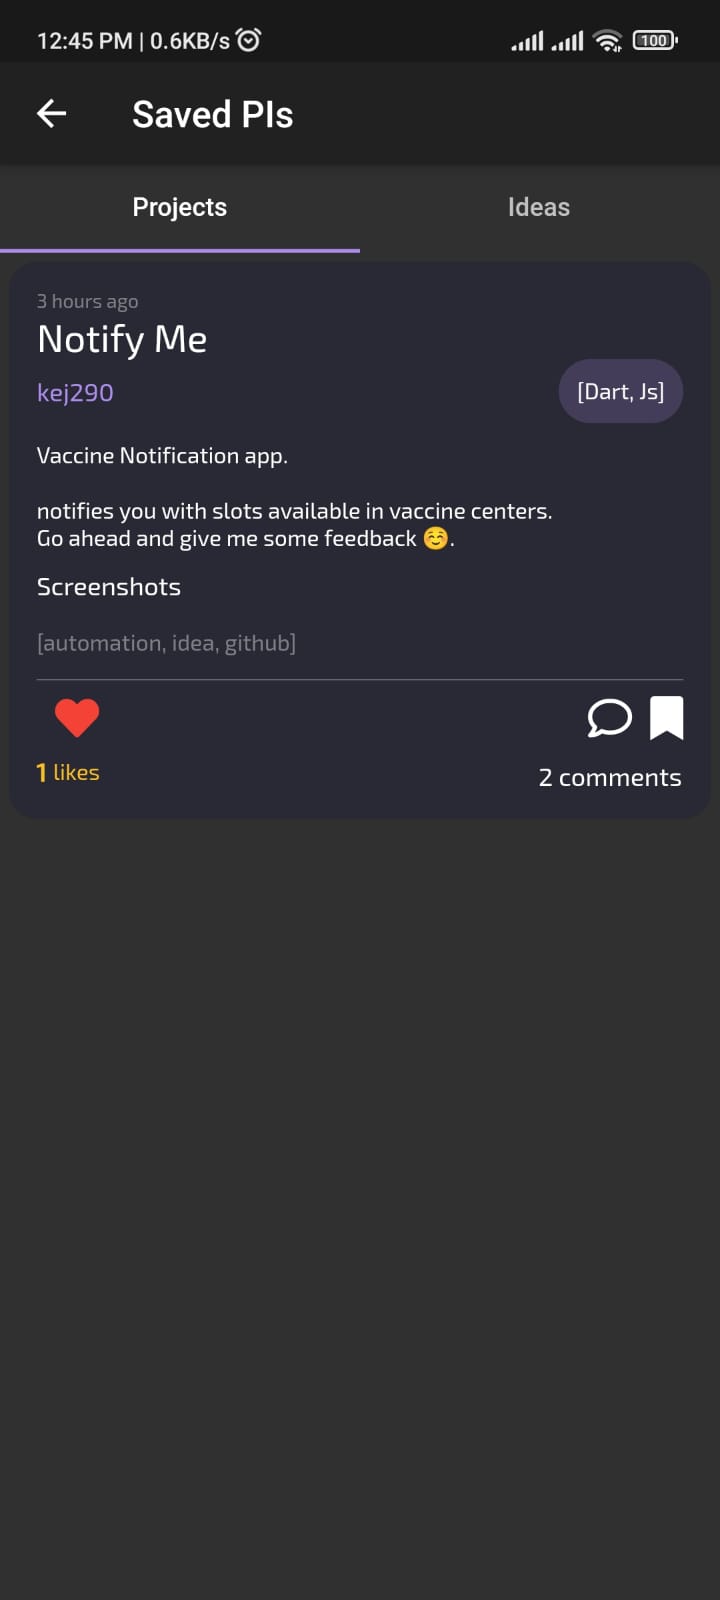 12:45 PM | 0.6KB/s
100
Saved PIs
Projects
Ideas
3 hours ago
Notify Me
kej290
[Dart, Js]
Vaccine Notification app.
notifies you with slots available in vaccine centers.
Go ahead and give me some feedback ☺️.
Screenshots
[automation, idea, github]
1 likes
2 comments